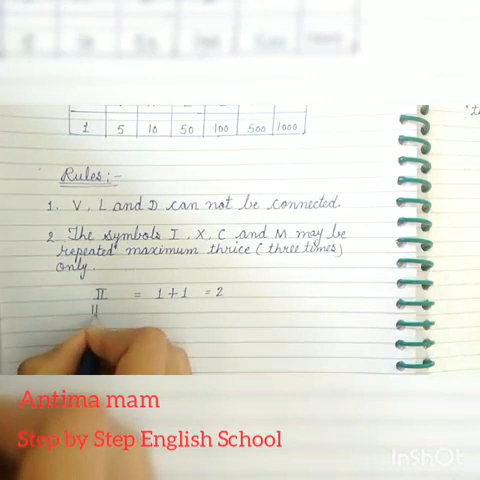 1 5 10 50 100 500 1000
Rules:-
1. V, L and D can not be connected.
2. The symbols I, X, C and M may be
repeated maximum thrice (three times)
only.
II = 1 + 1 = 2
Antima mam
Step by Step English School
InShOt